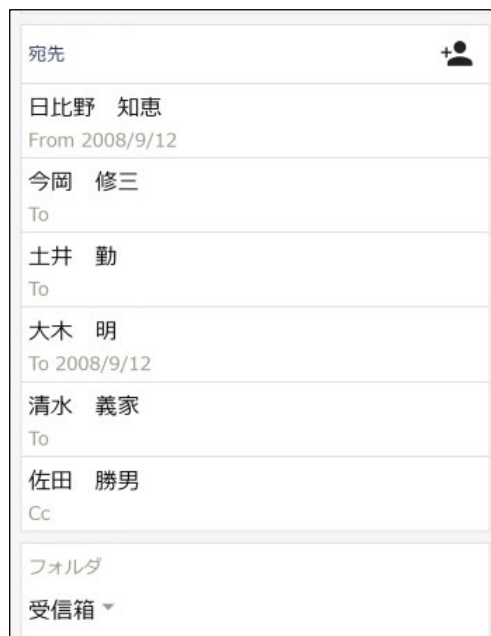 宛先
日比野　知恵
From 2008/9/12
今岡　修三
To
土井　勤
To
大木　明
To 2008/9/12
清水　義家
To
佐田　勝男
Cc
フォルダ
受信箱